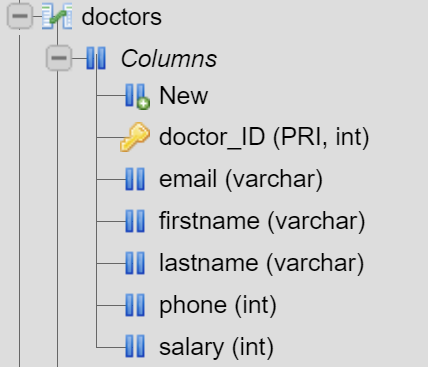 doctors
Columns
New
doctor_ID (PRI, int)
email (varchar)
firstname (varchar)
lastname (varchar)
phone (int)
salary (int)